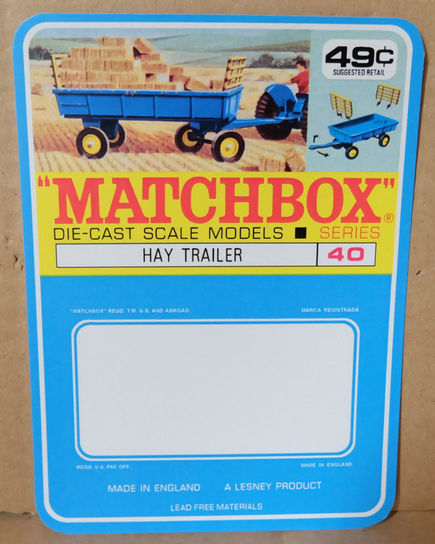 49¢
SUGGESTED RETAIL
"MATCHBOX"®
DIE-CAST SCALE MODELS ■ SERIES
HAY TRAILER 40
"MATCHBOX" REGD. T.M. G.B. AND ABROAD MARCA REGISTRADA
REGD. U.S. PAT. OFF. MADE IN ENGLAND
MADE IN ENGLAND A LESNEY PRODUCT
LEAD FREE MATERIALS